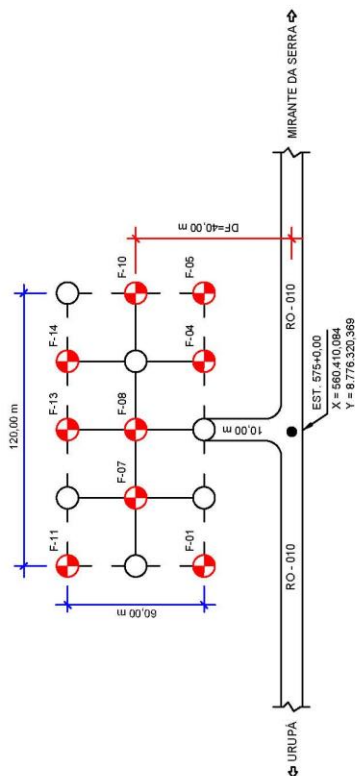 120,00 m
60,00 m
F-11
F-13
F-14
F-07
F-08
F-10
F-01
F-04
F-05
DF=40,00 m
10,00 m
RO - 010
RO - 010
EST. 575+0,00
X = 560.410,084
Y = 8.776.320,369
URUPÁ
MIRANTE DA SERRA